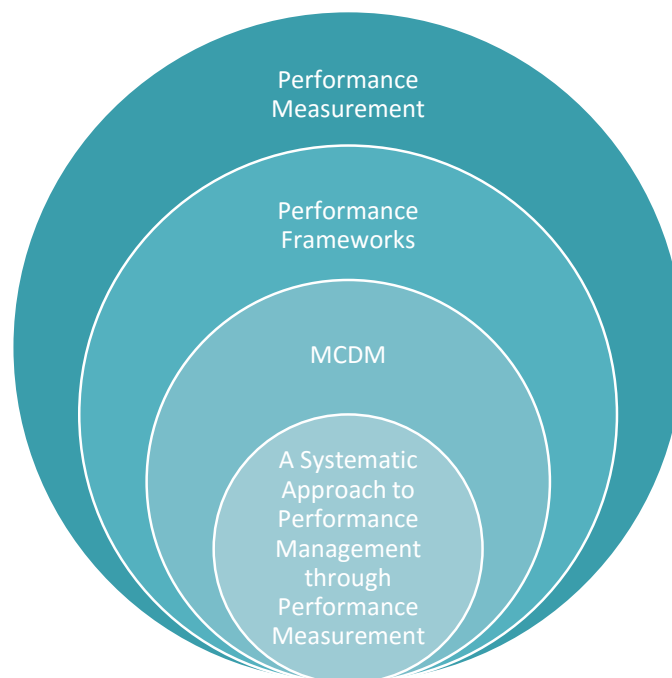 Performance
Measurement
Performance
Frameworks
MCDM
A Systematic
Approach to
Performance
Management
through
Performance
Measurement